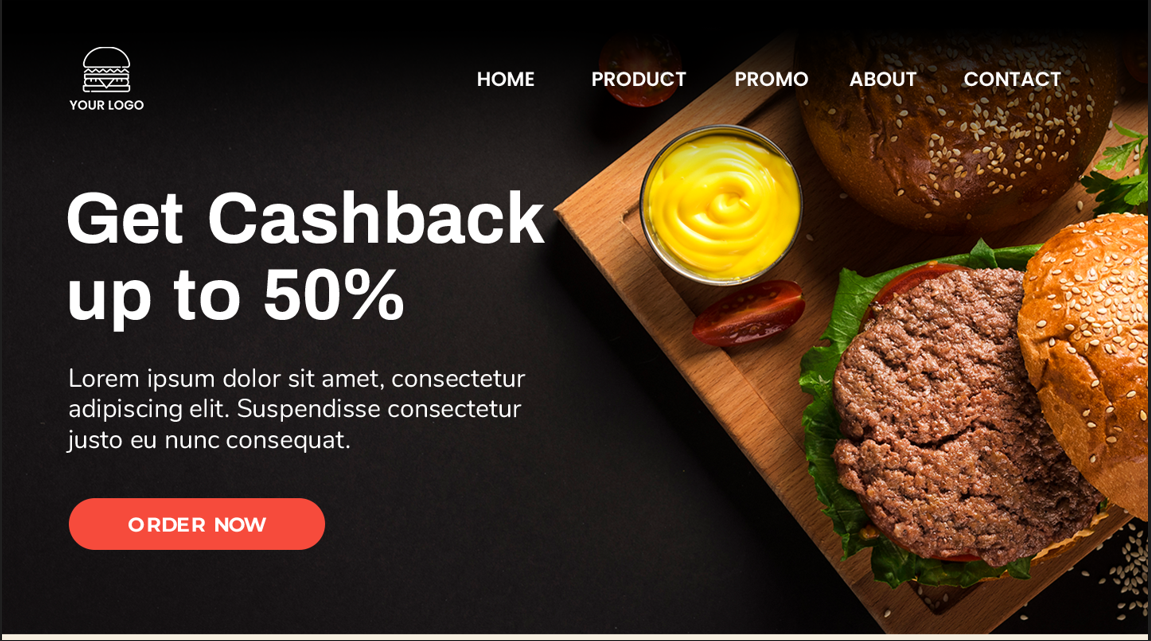 YOUR LOGO
HOME PRODUCT PROMO ABOUT CONTACT
Get Cashback
up to 50%
Lorem ipsum dolor sit amet, consectetur
adipiscing elit. Suspendisse consectetur
justo eu nunc consequat.
ORDER NOW